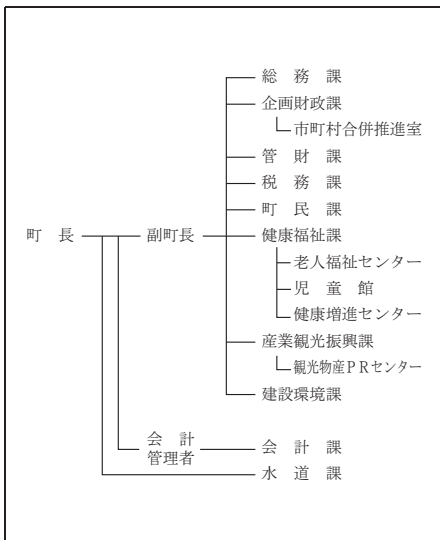 総務課
企画財政課
市町村合併推進室
管財課
税務課
町民課
町長
副町長
健康福祉課
老人福祉センター
児童館
健康増進センター
産業観光振興課
観光物産PRセンター
建設環境課
会計
管理者
会計課
水道課